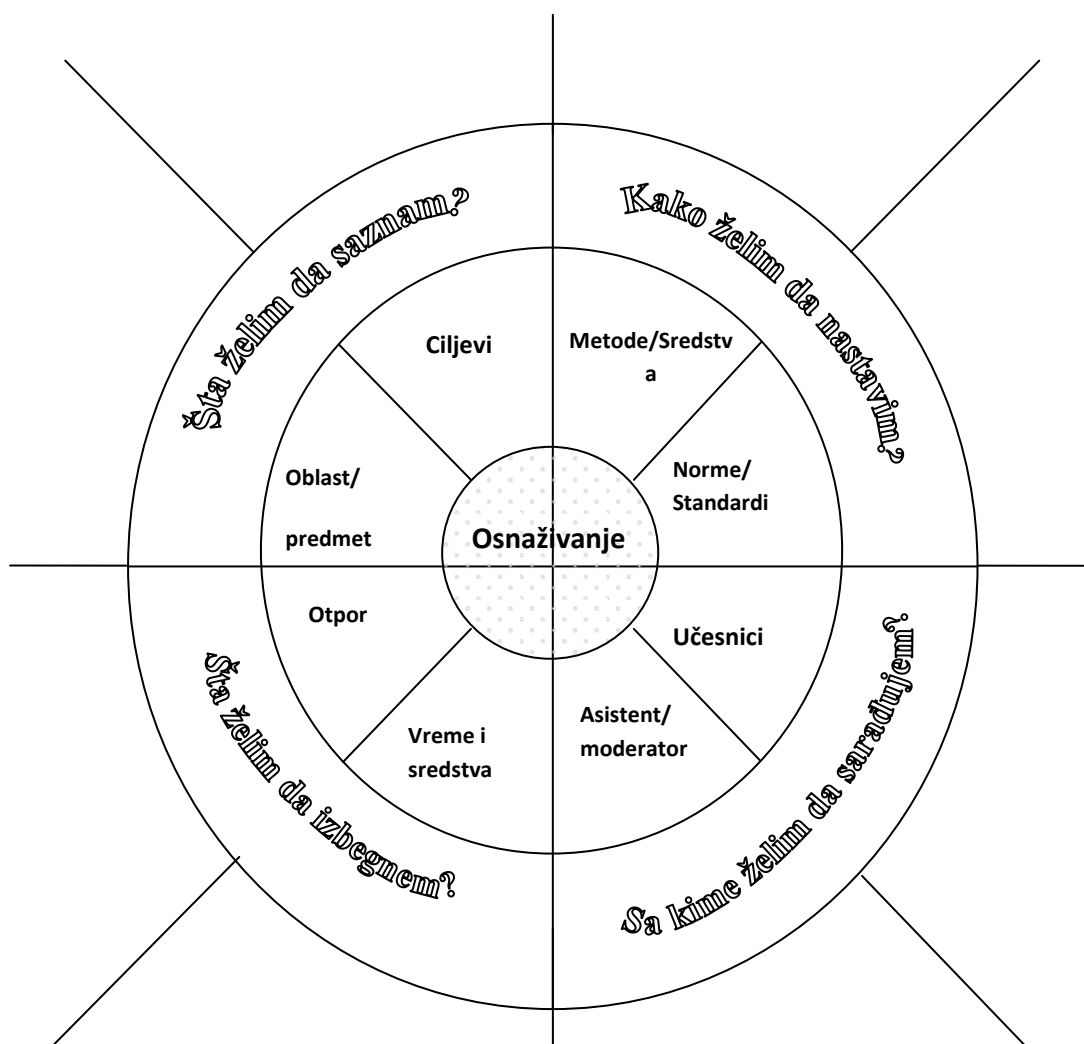 Šta želim da saznam?
Kako želim da nastavim?
Ciljevi
Metode/Sredstv
a
Oblast/
predmet
Norme/
Standardi
Osnaživanje
Otpor
Učesnici
Vreme i
sredstva
Asistent/
moderator
Šta želim da izbegnem?
Sa kime želim da sarađujem?